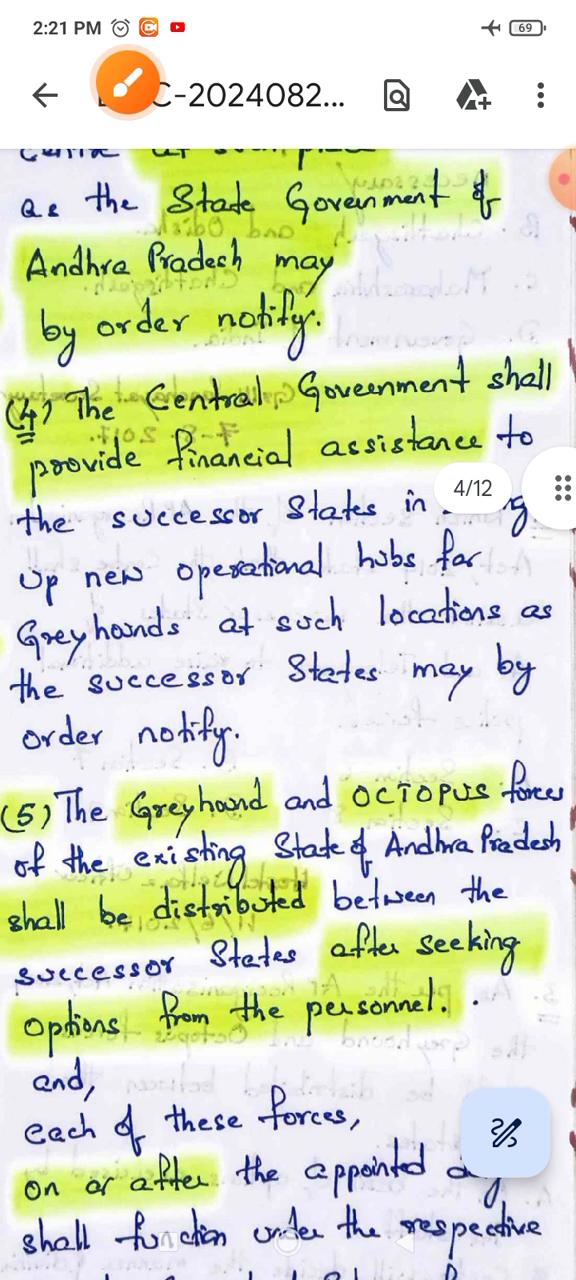 2:21 PM 69
C-2024082...
as the State Government of
Andhra Pradesh may
by order notify.
(4) The Central Government shall
provide financial assistance to
4/12
the successor States in
up new operational hubs for
Greyhounds at such locations as
the successor States may by
order notify.
(5) The Greyhound and OCTOPUS forces
of the existing State of Andhra Pradesh
shall be distributed between the
successor States after seeking
options from the personnel.
and,
each of these forces,
on or after the appointed
shall function under the respective